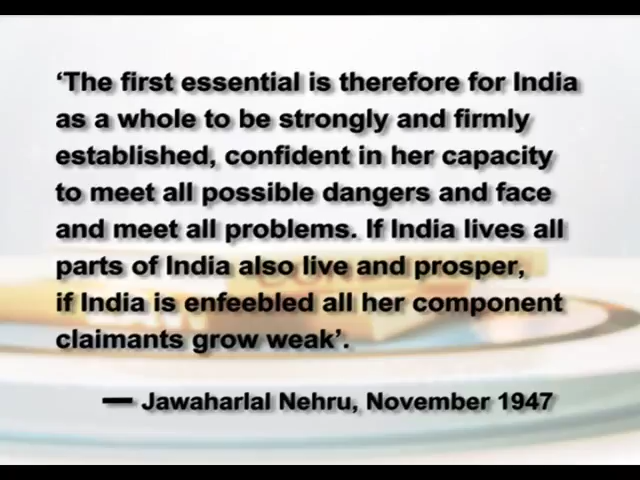 ‘The first essential is therefore for India
as a whole to be strongly and firmly
established, confident in her capacity
to meet all possible dangers and face
and meet all problems. If India lives all
parts of India also live and prosper,
if India is enfeebled all her component
claimants grow weak’.
— Jawaharlal Nehru, November 1947